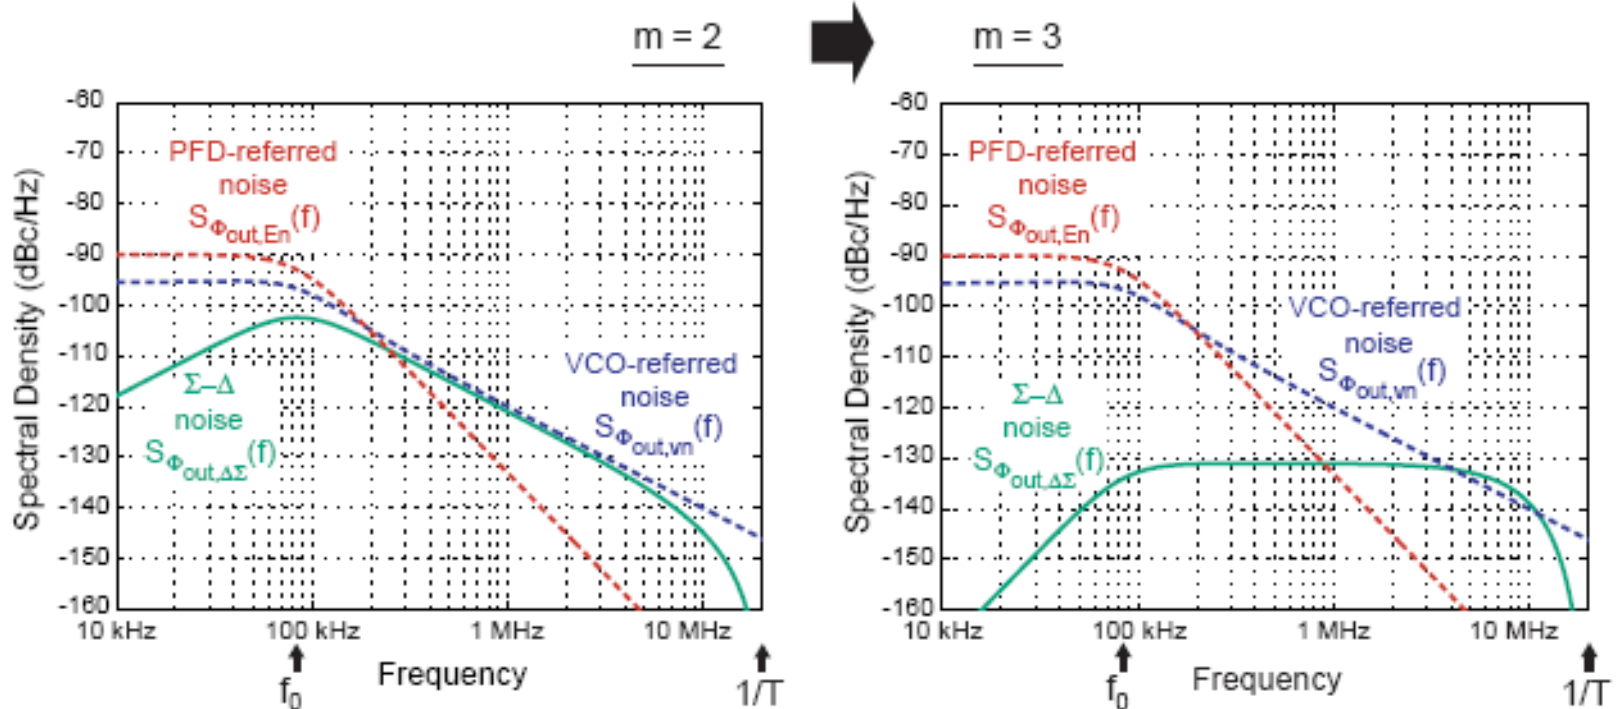 m = 2
m = 3
Spectral Density (dBc/Hz)
-60
-70
-80
-90
-100
-110
-120
-130
-140
-150
-160
PFD-referred
noise
SΦout,En(f)
VCO-referred
noise
SΦout,vn(f)
Σ–Δ
noise
SΦout,ΔΣ(f)
10 kHz
100 kHz
1 MHz
10 MHz
f0
Frequency
1/T
Spectral Density (dBc/Hz)
-60
-70
-80
-90
-100
-110
-120
-130
-140
-150
-160
PFD-referred
noise
SΦout,En(f)
VCO-referred
noise
SΦout,vn(f)
Σ–Δ
noise
SΦout,ΔΣ(f)
10 kHz
100 kHz
1 MHz
10 MHz
f0
Frequency
1/T